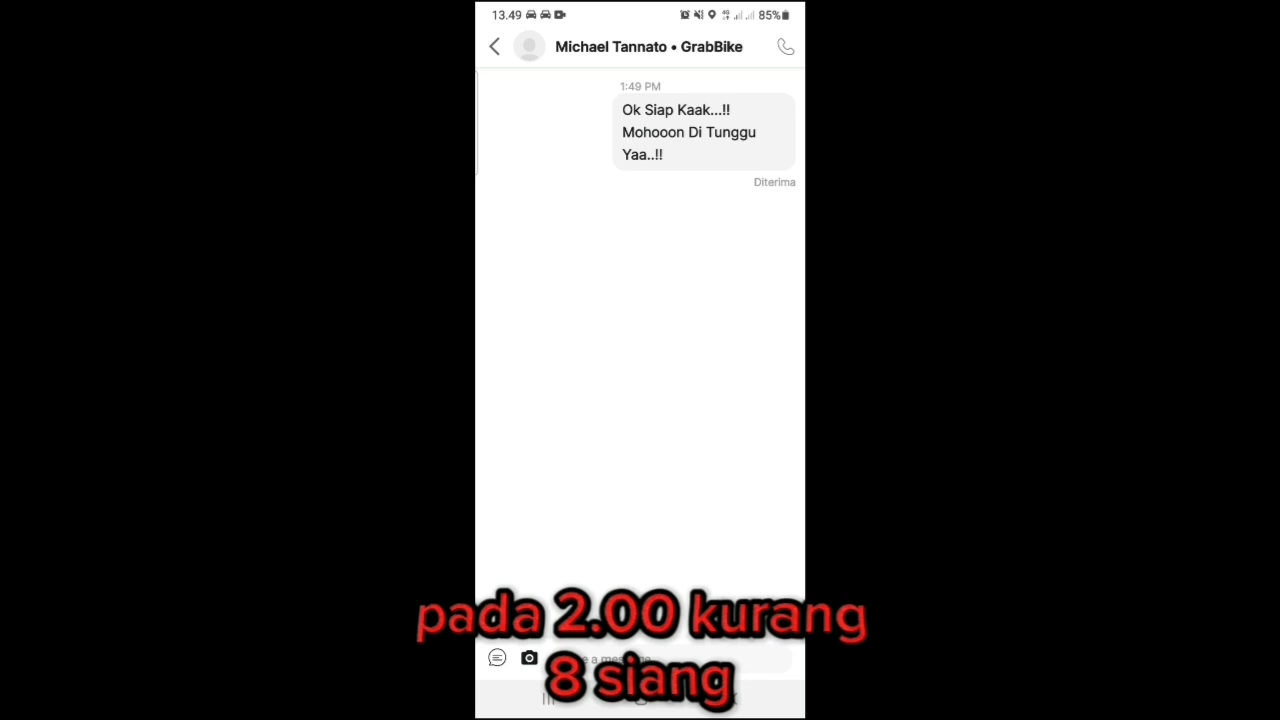 13.49
85%
Michael Tannato • GrabBike
1:49 PM
Ok Siap Kaak...!!
Mohooon Di Tunggu
Yaa..!!
Diterima
pada 2.00 kurang
8 siang